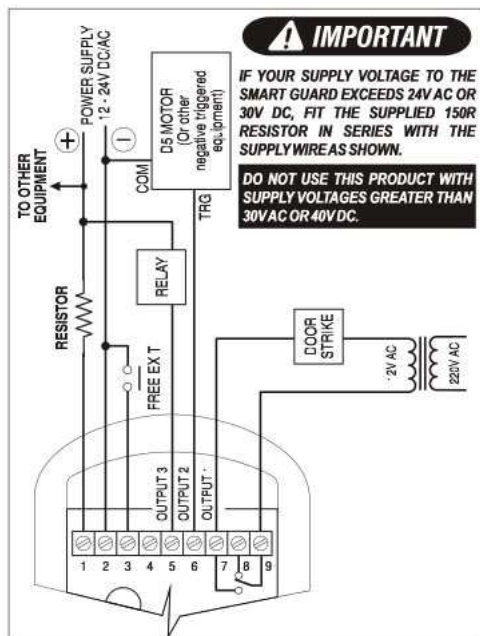 IMPORTANT
IF YOUR SUPPLY VOLTAGE TO THE
SMART GUARD EXCEEDS 24V AC OR
30V DC, FIT THE SUPPLIED 150R
RESISTOR IN SERIES WITH THE
SUPPLY WIRE AS SHOWN.
DO NOT USE THIS PRODUCT WITH
SUPPLY VOLTAGES GREATER THAN
30V AC OR 40V DC.
POWER SUPPLY
12 - 24V DC/AC
+
–
D5 MOTOR
(Or other
negative triggered
equipment)
COM
TRG
TO OTHER
EQUIPMENT
RELAY
RESISTOR
FREE EX T
DOOR
STRIKE
2V AC
220V AC
OUTPUT 3
OUTPUT 2
OUTPUT
1 2 3 4 5 6 7 8 9